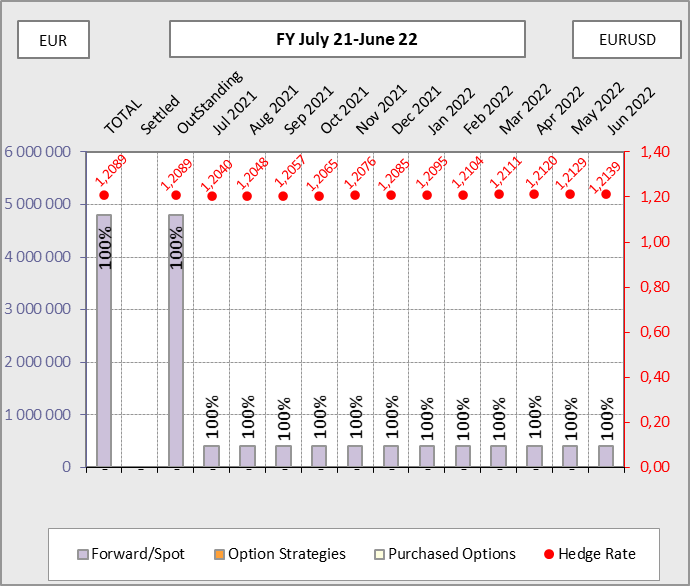 EUR
FY July 21-June 22
EURUSD
TOTAL
Settled
OutStanding
Jul 2021
Aug 2021
Sep 2021
Oct 2021
Nov 2021
Dec 2021
Jan 2022
Feb 2022
Mar 2022
Apr 2022
May 2022
Jun 2022
6 000 000
5 000 000
4 000 000
3 000 000
2 000 000
1 000 000
0
1,2089
1,2089
1,2040
1,2048
1,2057
1,2065
1,2076
1,2085
1,2095
1,2104
1,2111
1,2120
1,2129
1,2139
100%
100%
100%
100%
100%
100%
100%
100%
100%
100%
100%
100%
100%
100%
1,40
1,20
1,00
0,80
0,60
0,40
0,20
0,00
- - - - - - - - - - - - - - -
Forward/Spot
Option Strategies
Purchased Options
Hedge Rate